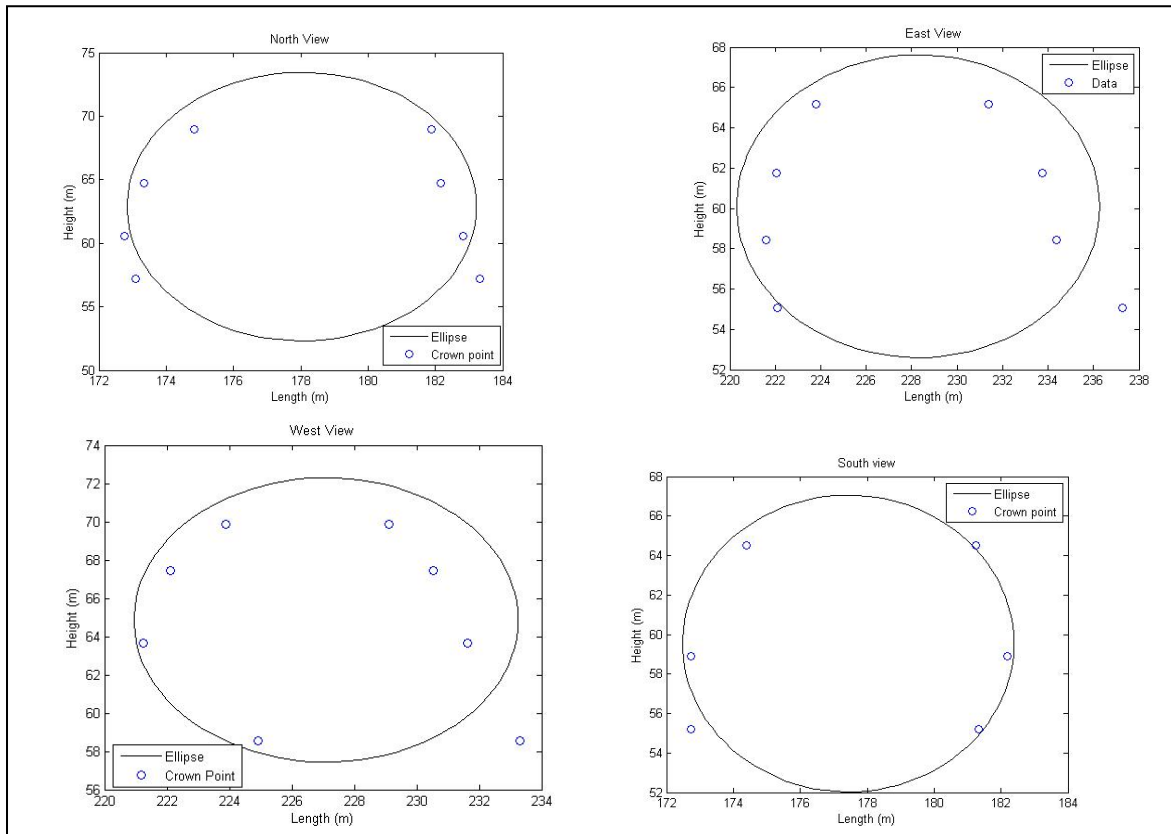 North View
75
70
65
60
55
50
Height (m)
172 174 176 178 180 182 184
Length (m)
Ellipse
Crown point
East View
68
66
64
62
60
58
56
54
52
Height (m)
220 222 224 226 228 230 232 234 236 238
Length (m)
Ellipse
Data
West View
74
72
70
68
66
64
62
60
58
56
Height (m)
220 222 224 226 228 230 232 234
Length (m)
Ellipse
Crown Point
South view
68
66
64
62
60
58
56
54
52
Height (m)
172 174 176 178 180 182 184
Length (m)
Ellipse
Crown point